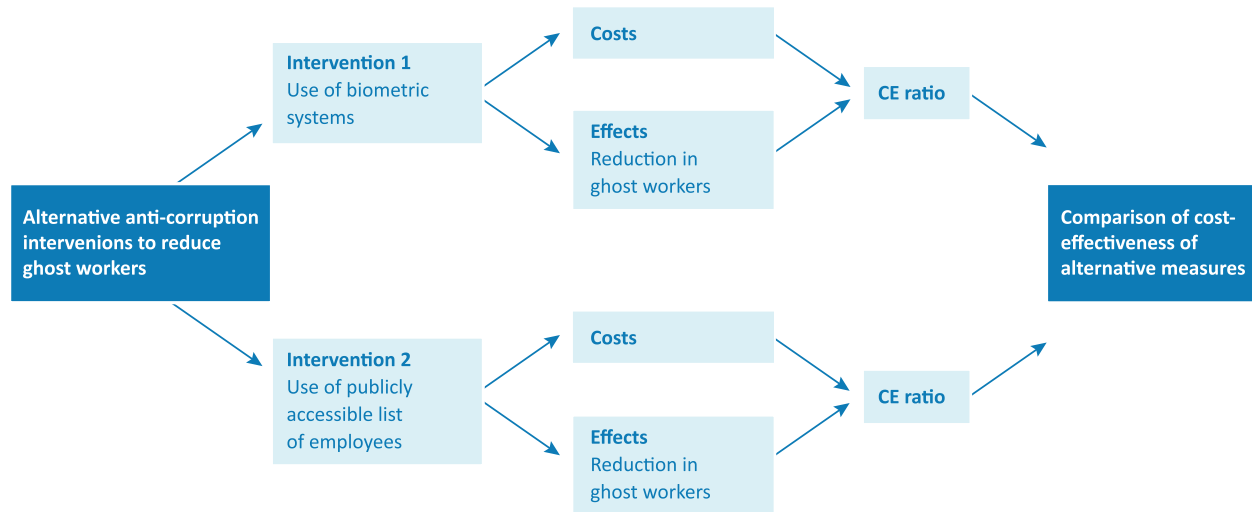 Alternative anti-corruption
intervenions to reduce
ghost workers
Intervention 1
Use of biometric
systems
Costs
Effects
Reduction in
ghost workers
CE ratio
Intervention 2
Use of publicly
accessible list
of employees
Costs
Effects
Reduction in
ghost workers
CE ratio
Comparison of cost-
effectiveness of
alternative measures